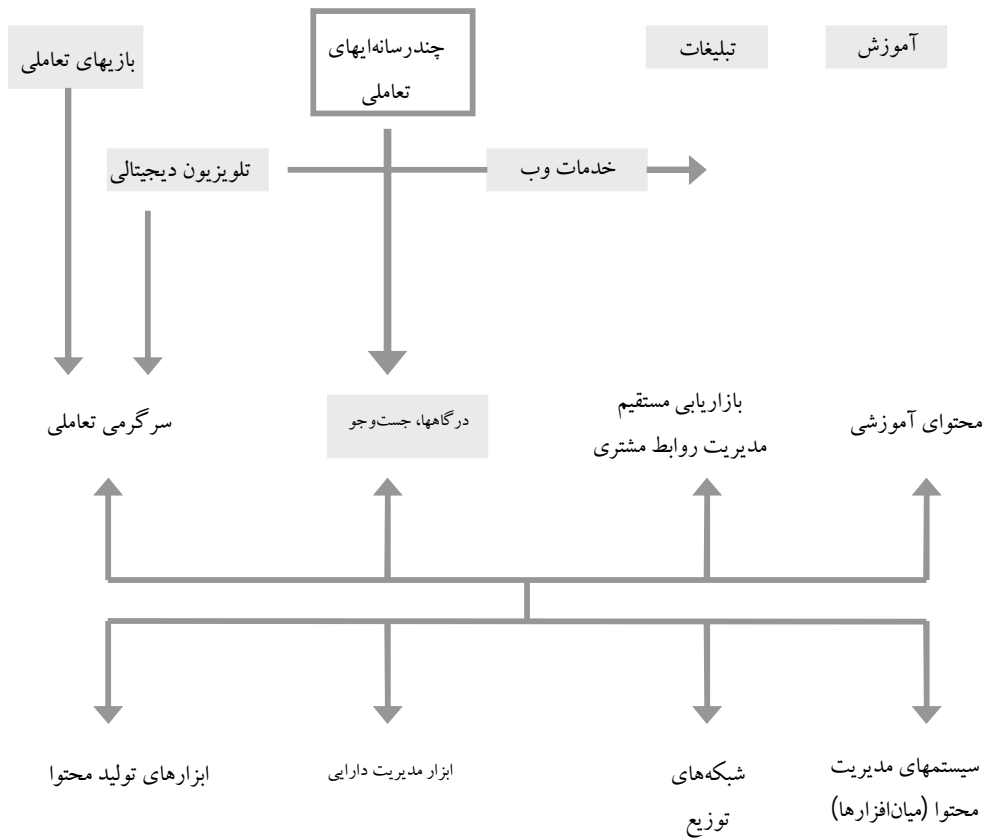 آموزش
تبلیغات
چندرسانه‌ایهای
تعاملی
بازیهای تعاملی
خدمات وب
تلویزیون دیجیتالی
محتوای آموزشی
بازاریابی مستقیم
مدیریت روابط مشتری
درگاهها، جست‌وجو
سرگرمی تعاملی
سیستمهای مدیریت
محتوا (میان‌افزارها)
شبکه‌های
توزیع
ابزار مدیریت دارایی
ابزارهای تولید محتوا